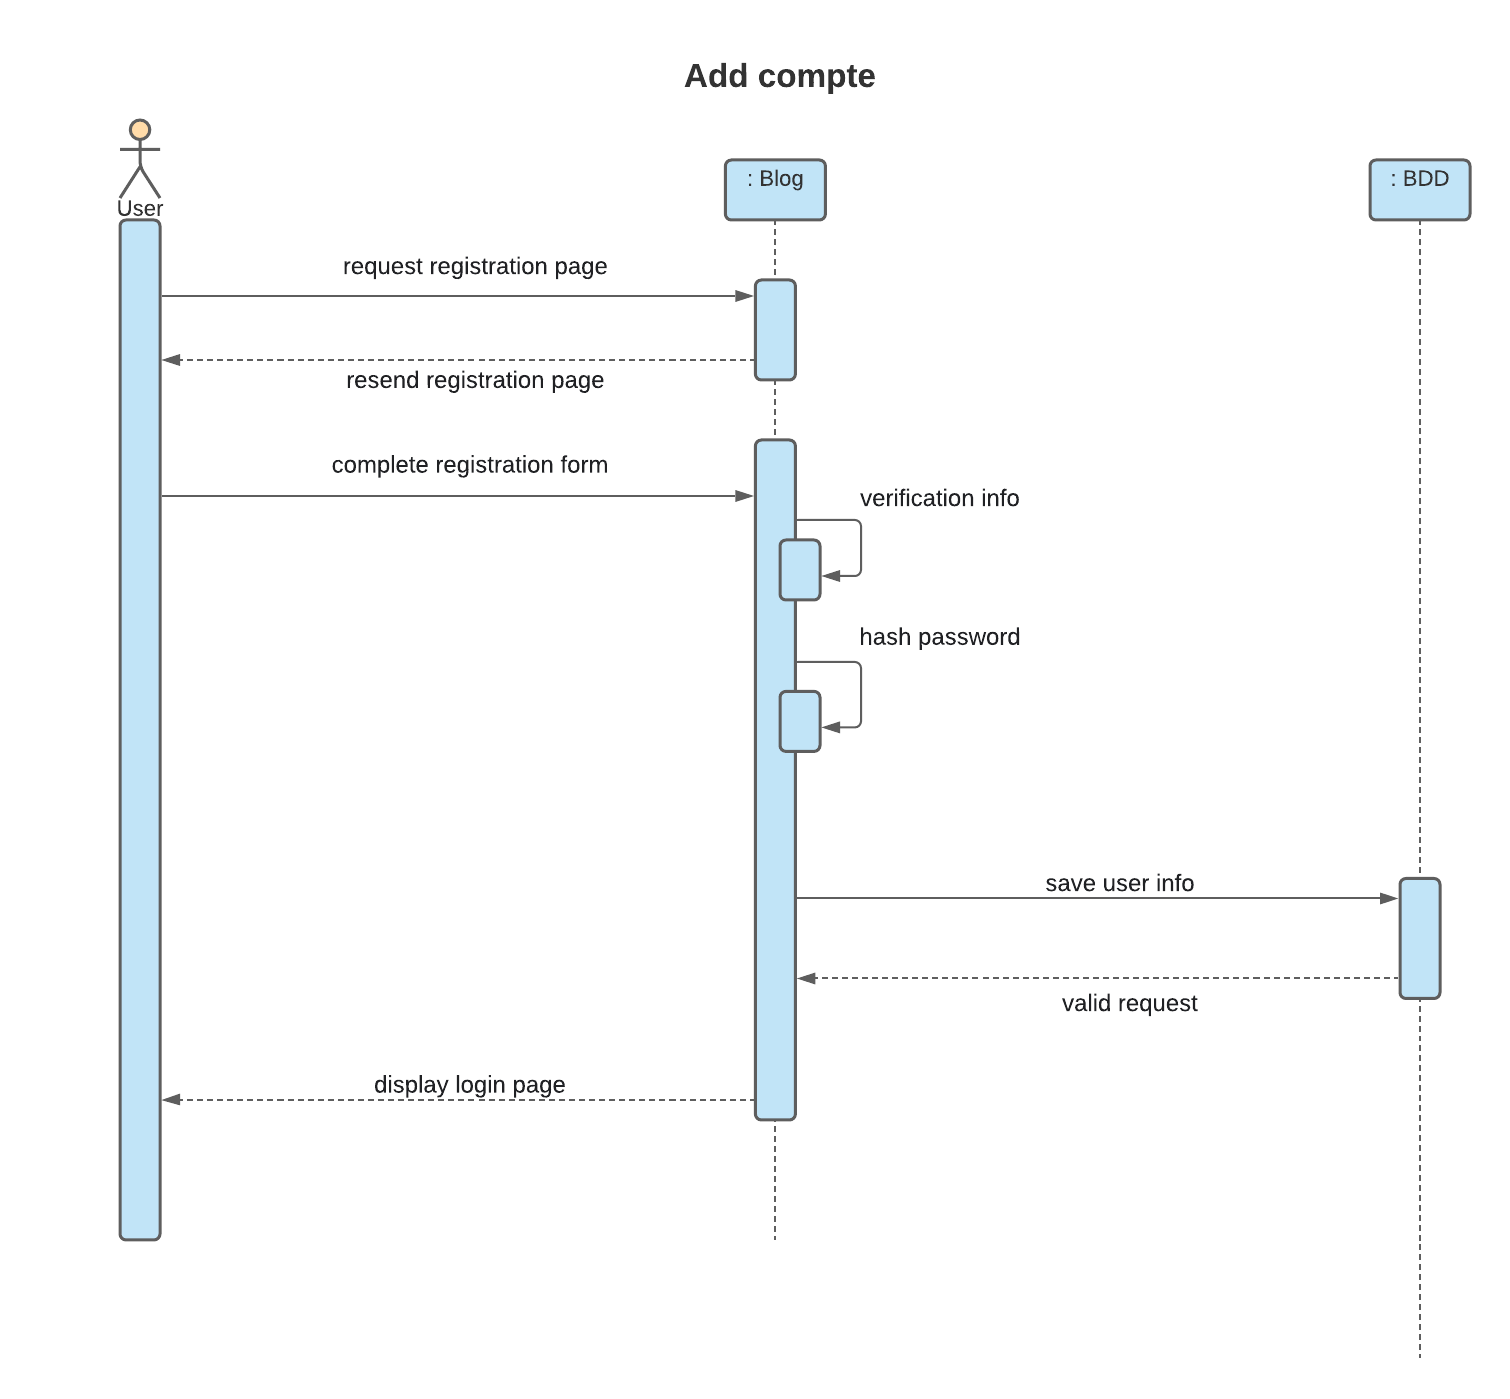 Add compte
User
: Blog
: BDD
request registration page
resend registration page
complete registration form
verification info
hash password
save user info
valid request
display login page